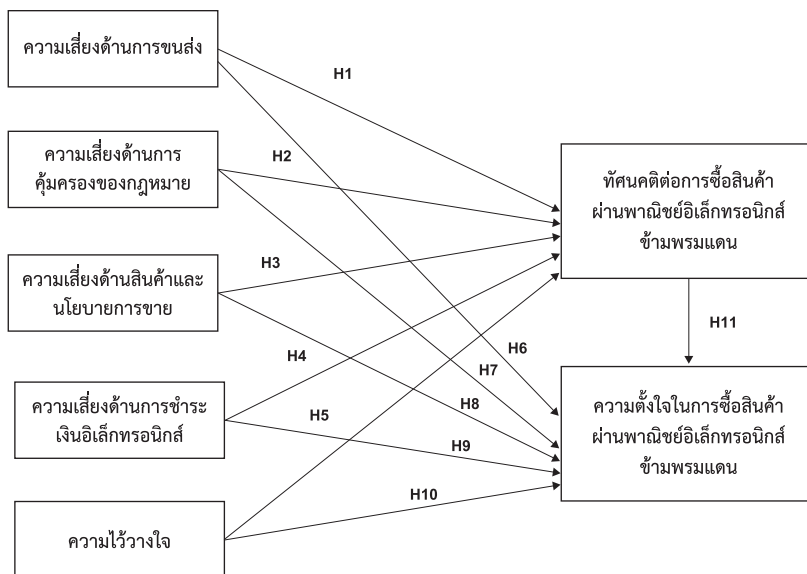 ความเสี่ยงด้านการขนส่ง
ความเสี่ยงด้านการ
คุ้มครองของกฎหมาย
ความเสี่ยงด้านสินค้าและ
นโยบายการขาย
ความเสี่ยงด้านการชำระ
เงินอิเล็กทรอนิกส์
ความไว้วางใจ
H1
H2
H3
H4
H5
H6
H7
H8
H9
H10
ทัศนคติต่อการซื้อสินค้า
ผ่านพาณิชย์อิเล็กทรอนิกส์
ข้ามพรมแดน
H11
ความตั้งใจในการซื้อสินค้า
ผ่านพาณิชย์อิเล็กทรอนิกส์
ข้ามพรมแดน